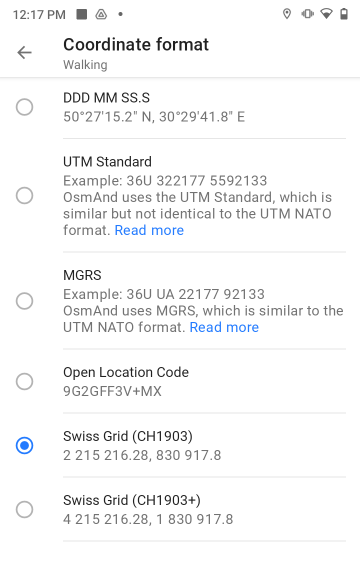 12:17 PM
Coordinate format
Walking
DDD MM SS.S
50°27'15.2" N, 30°29'41.8" E
UTM Standard
Example: 36U 322177 5592133
OsmAnd uses the UTM Standard, which is
similar but not identical to the UTM NATO
format. Read more
MGRS
Example: 36U UA 22177 92133
OsmAnd uses MGRS, which is similar to the
UTM NATO format. Read more
Open Location Code
9G2GFF3V+MX
Swiss Grid (CH1903)
2 215 216.28, 830 917.8
Swiss Grid (CH1903+)
4 215 216.28, 1 830 917.8